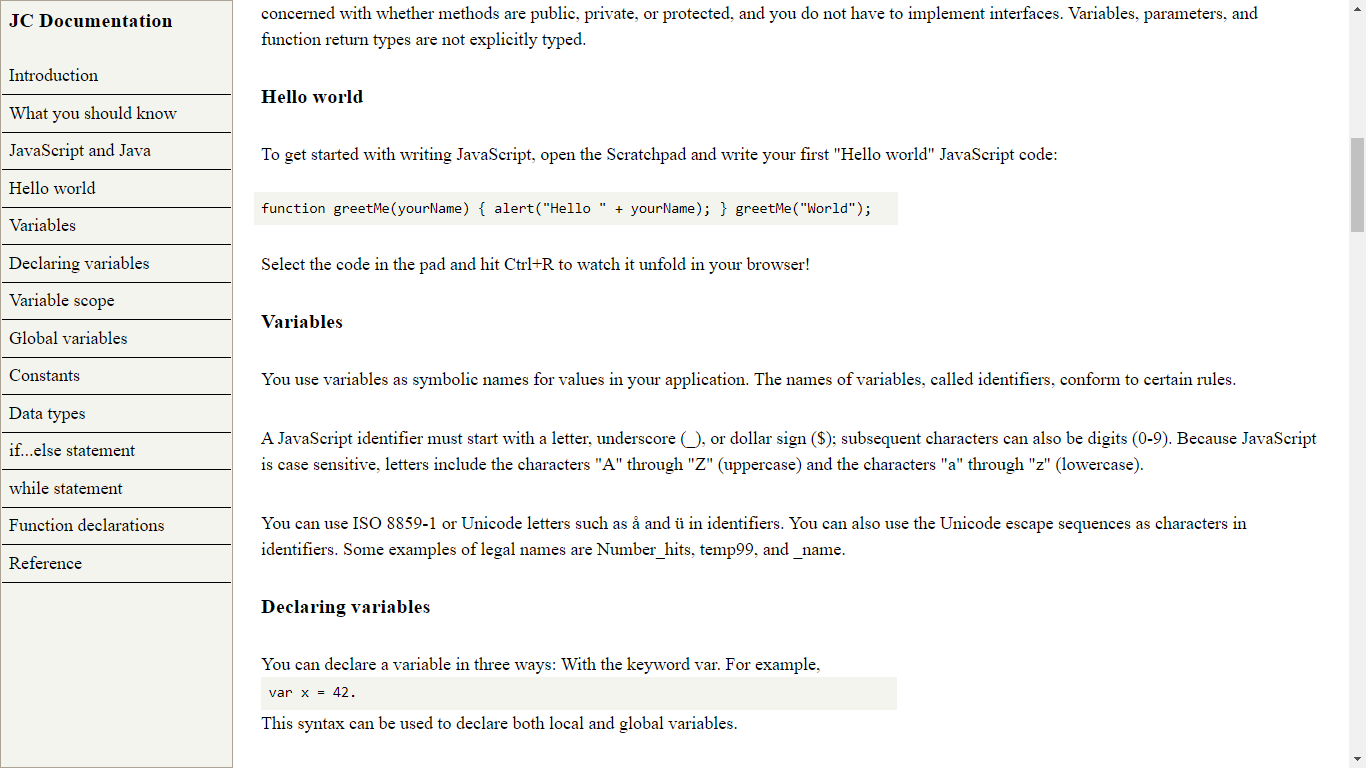 JC Documentation
Introduction
What you should know
JavaScript and Java
Hello world
Variables
Declaring variables
Variable scope
Global variables
Constants
Data types
if...else statement
while statement
Function declarations
Reference
concerned with whether methods are public, private, or protected, and you do not have to implement interfaces. Variables, parameters, and
function return types are not explicitly typed.
Hello world
To get started with writing JavaScript, open the Scratchpad and write your first "Hello world" JavaScript code:
function greetMe(yourName) { alert("Hello " + yourName); } greetMe("World");
Select the code in the pad and hit Ctrl+R to watch it unfold in your browser!
Variables
You use variables as symbolic names for values in your application. The names of variables, called identifiers, conform to certain rules.
A JavaScript identifier must start with a letter, underscore (_), or dollar sign ($); subsequent characters can also be digits (0-9). Because JavaScript
is case sensitive, letters include the characters "A" through "Z" (uppercase) and the characters "a" through "z" (lowercase).
You can use ISO 8859-1 or Unicode letters such as å and ü in identifiers. You can also use the Unicode escape sequences as characters in
identifiers. Some examples of legal names are Number_hits, temp99, and _name.
Declaring variables
You can declare a variable in three ways: With the keyword var. For example,
var x = 42.
This syntax can be used to declare both local and global variables.